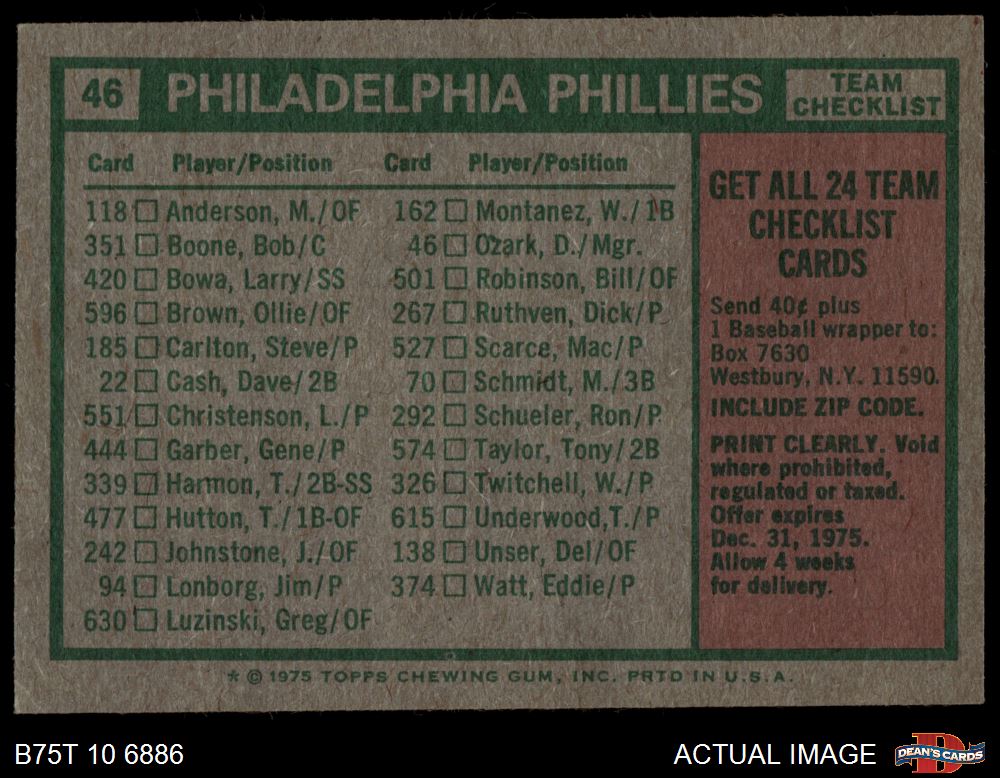 46 PHILADELPHIA PHILLIES TEAM CHECKLIST
Card Player/Position Card Player/Position
118 Anderson, M./OF 162 Montanez, W./1B
351 Boone, Bob/C 46 Ozark, D./Mgr.
420 Bowa, Larry/SS 501 Robinson, Bill/OF
596 Brown, Ollie/OF 267 Ruthven, Dick/P
185 Carlton, Steve/P 527 Scarce, Mac/P
22 Cash, Dave/2B 70 Schmidt, M./3B
551 Christenson, L./P 292 Schueler, Ron/P
444 Garber, Gene/P 574 Taylor, Tony/2B
339 Harmon, T./2B-SS 326 Twitchell, W./P
477 Hutton, T./1B-OF 615 Underwood,T./P
242 Johnstone, J./OF 138 Unser, Del/OF
94 Lonborg, Jim/P 374 Watt, Eddie/P
630 Luzinski, Greg/OF
GET ALL 24 TEAM
CHECKLIST
CARDS
Send 40¢ plus
1 Baseball wrapper to:
Box 7630
Westbury, N.Y. 11590.
INCLUDE ZIP CODE.
PRINT CLEARLY. Void
where prohibited,
regulated or taxed.
Offer expires
Dec. 31, 1975.
Allow 4 weeks
for delivery.
* © 1975 TOPPS CHEWING GUM, INC. PRTD IN U.S.A.
B75T 10 6886 ACTUAL IMAGE D DEAN'S CARDS